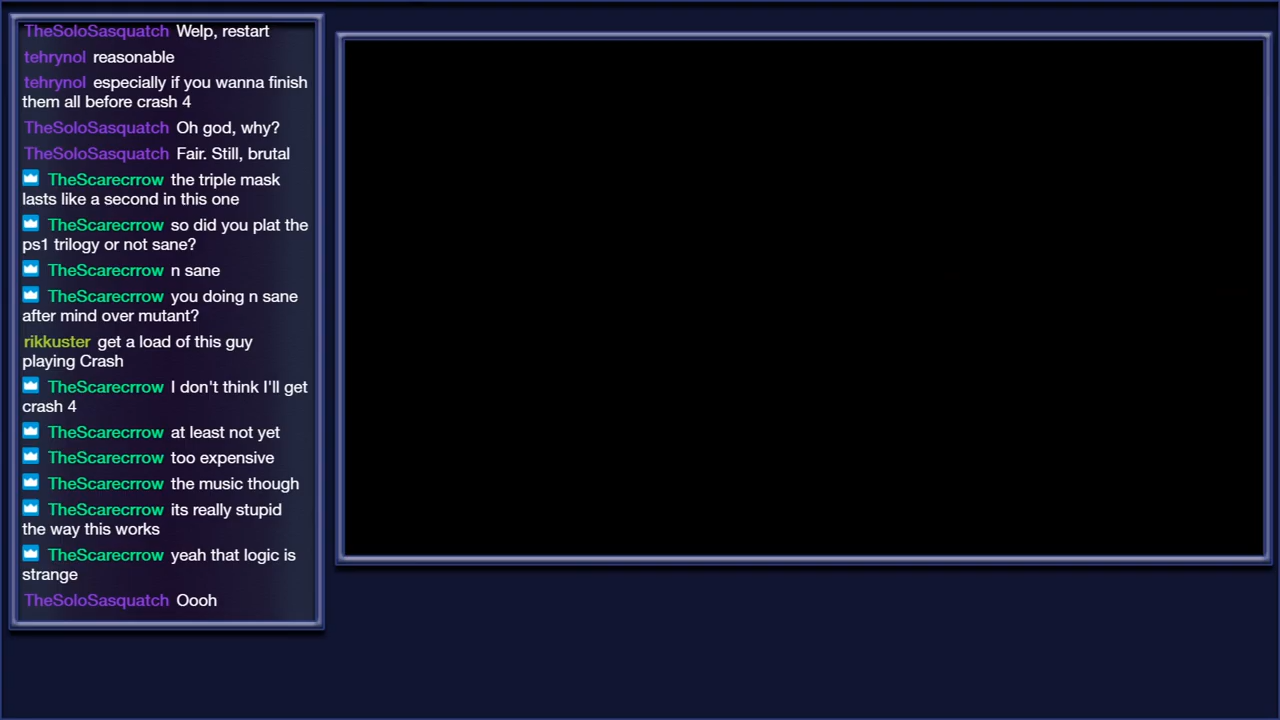 TheSoloSasquatch Welp, restart
tehrynol reasonable
tehrynol especially if you wanna finish
them all before crash 4
TheSoloSasquatch Oh god, why?
TheSoloSasquatch Fair. Still, brutal
TheScarecrrow the triple mask
lasts like a second in this one
TheScarecrrow so did you plat the
ps1 trilogy or not sane?
TheScarecrrow n sane
TheScarecrrow you doing n sane
after mind over mutant?
rikkuster get a load of this guy
playing Crash
TheScarecrrow I don't think I'll get
crash 4
TheScarecrrow at least not yet
TheScarecrrow too expensive
TheScarecrrow the music though
TheScarecrrow its really stupid
the way this works
TheScarecrrow yeah that logic is
strange
TheSoloSasquatch Oooh